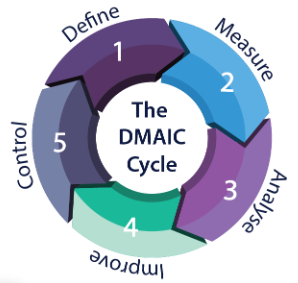 The
DMAIC
Cycle
1
Define
2
Measure
3
Analyse
4
Improve
5
Control